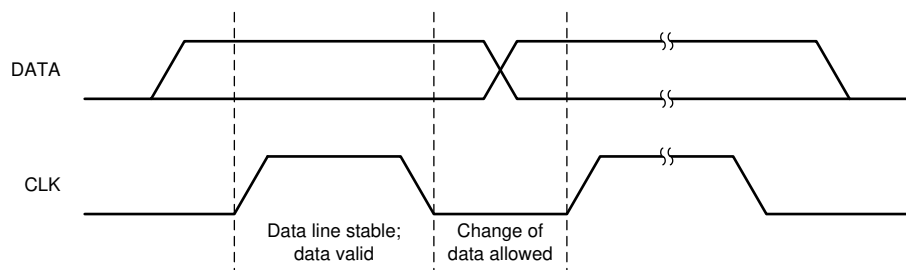 DATA
CLK
Data line stable;
data valid
Change of
data allowed